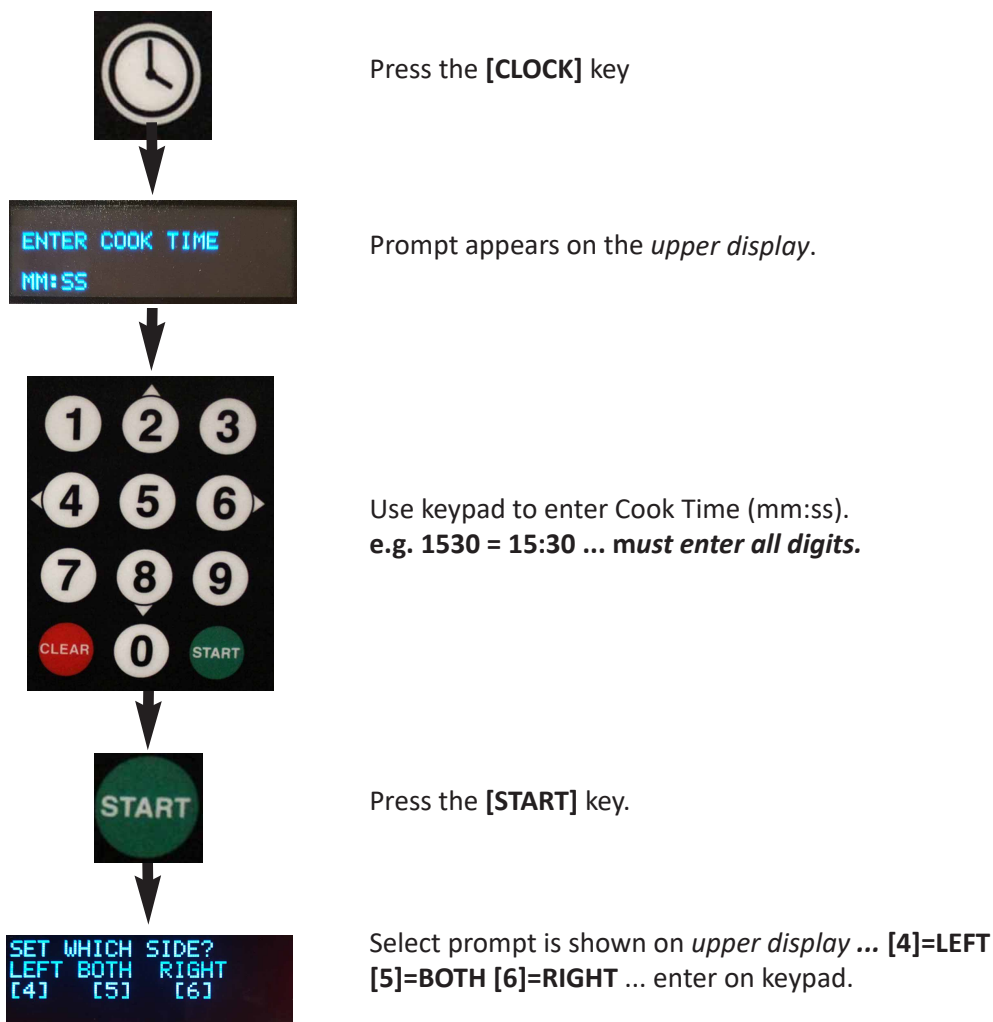 Press the [CLOCK] key
ENTER COOK TIME
MM:SS
Prompt appears on the upper display.
1 2 3
4 5 6
7 8 9
CLEAR 0 START
Use keypad to enter Cook Time (mm:ss).
e.g. 1530 = 15:30 ... must enter all digits.
START
Press the [START] key.
SET WHICH SIDE?
LEFT BOTH RIGHT
[4] [5] [6]
Select prompt is shown on upper display ... [4]=LEFT
[5]=BOTH [6]=RIGHT ... enter on keypad.